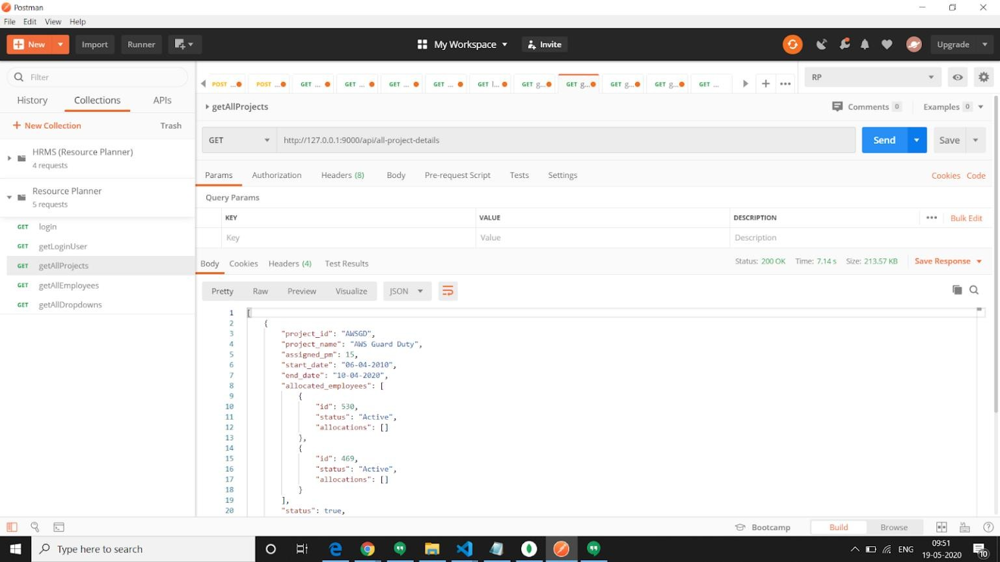 Postman
File Edit View Help
New Import Runner My Workspace Invite Upgrade
Filter
History Collections APIs
New Collection Trash
HRMS (Resource Planner)
4 requests
Resource Planner
5 requests
GET login
GET getLoginUser
GET getAllProjects
GET getAllEmployees
GET getAllDropdowns
POST ... POST ... GET ... GET ... GET ... GET ... GET l... GET g... GET g... GET g... GET g... GET ... RP
getAllProjects Comments 0 Examples 0
GET http://127.0.0.1:9000/api/all-project-details Send Save
Params Authorization Headers (8) Body Pre-request Script Tests Settings Cookies Code
Query Params
KEY VALUE DESCRIPTION Bulk Edit
Key Value Description
Body Cookies Headers (4) Test Results Status: 200 OK Time: 7.14 s Size: 213.57 KB Save Response
Pretty Raw Preview Visualize JSON
1 [
2 {
3 "project_id": "AWSGD",
4 "project_name": "AWS Guard Duty",
5 "assigned_pm": 15,
6 "start_date": "06-04-2010",
7 "end_date": "10-04-2020",
8 "allocated_employees": [
9 {
10 "id": 530,
11 "status": "Active",
12 "allocations": []
13 },
14 {
15 "id": 469,
16 "status": "Active",
17 "allocations": []
18 }
19 ],
20 "status": true,
Bootcamp Build Browse
Type here to search ENG 09:51
19-05-2020 10